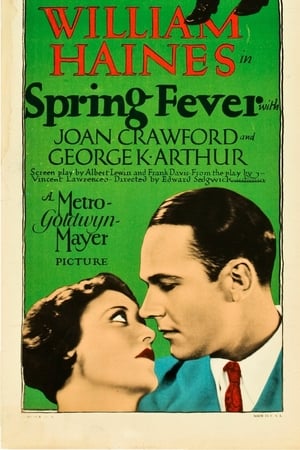 WILLIAM
HAINES in
Spring Fever with
JOAN CRAWFORD and
GEORGE K. ARTHUR
Screen play by Albert Lewin and Frank Davis. From the play by
Vincent Lawrence. Directed by Edward Sedgwick
A Metro-
Goldwyn-
Mayer
PICTURE